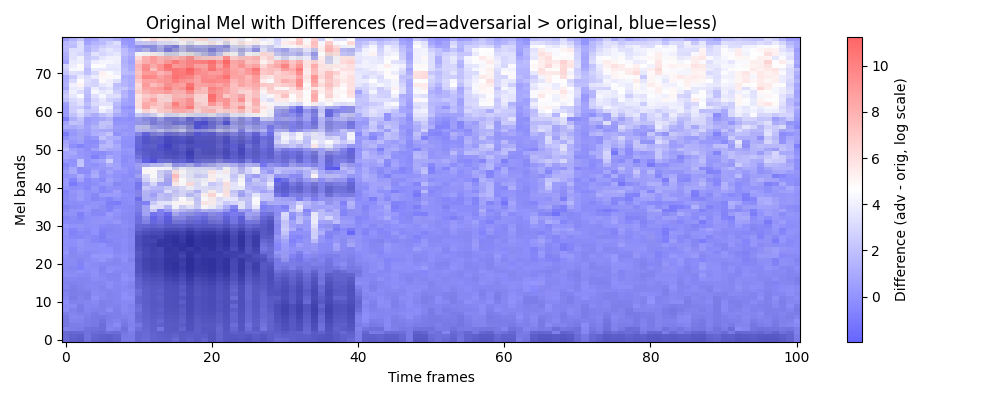 Original Mel with Differences (red=adversarial > original, blue=less)
Mel bands
70
60
50
40
30
20
10
0
0 20 40 60 80 100
Time frames
10
8
6
4
2
0
Difference (adv - orig, log scale)